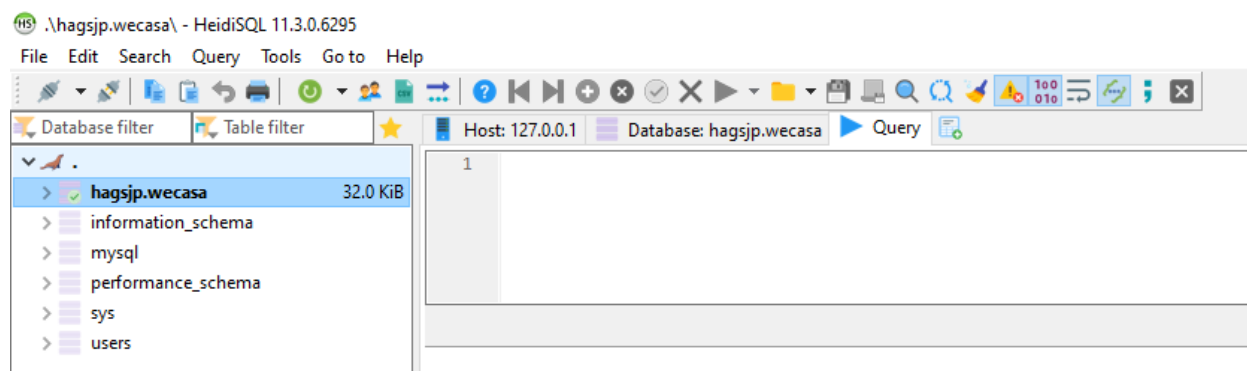 HS .\hagsjp.wecasa\ - HeidiSQL 11.3.0.6295
File Edit Search Query Tools Go to Help
Database filter Table filter Host: 127.0.0.1 Database: hagsjp.wecasa Query
.
1
hagsjp.wecasa 32.0 KiB
information_schema
mysql
performance_schema
sys
users